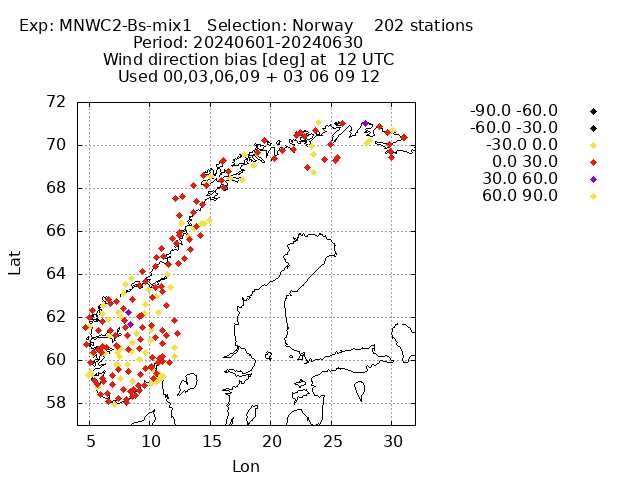 Exp: MNWC2-Bs-mix1   Selection: Norway    202 stations
Period: 20240601-20240630
Wind direction bias [deg] at  12 UTC
Used 00,03,06,09 + 03 06 09 12
-90.0 -60.0
-60.0 -30.0
-30.0 0.0
0.0 30.0
30.0 60.0
60.0 90.0
72
70
68
66
64
62
60
58
Lat
5 10 15 20 25 30
Lon